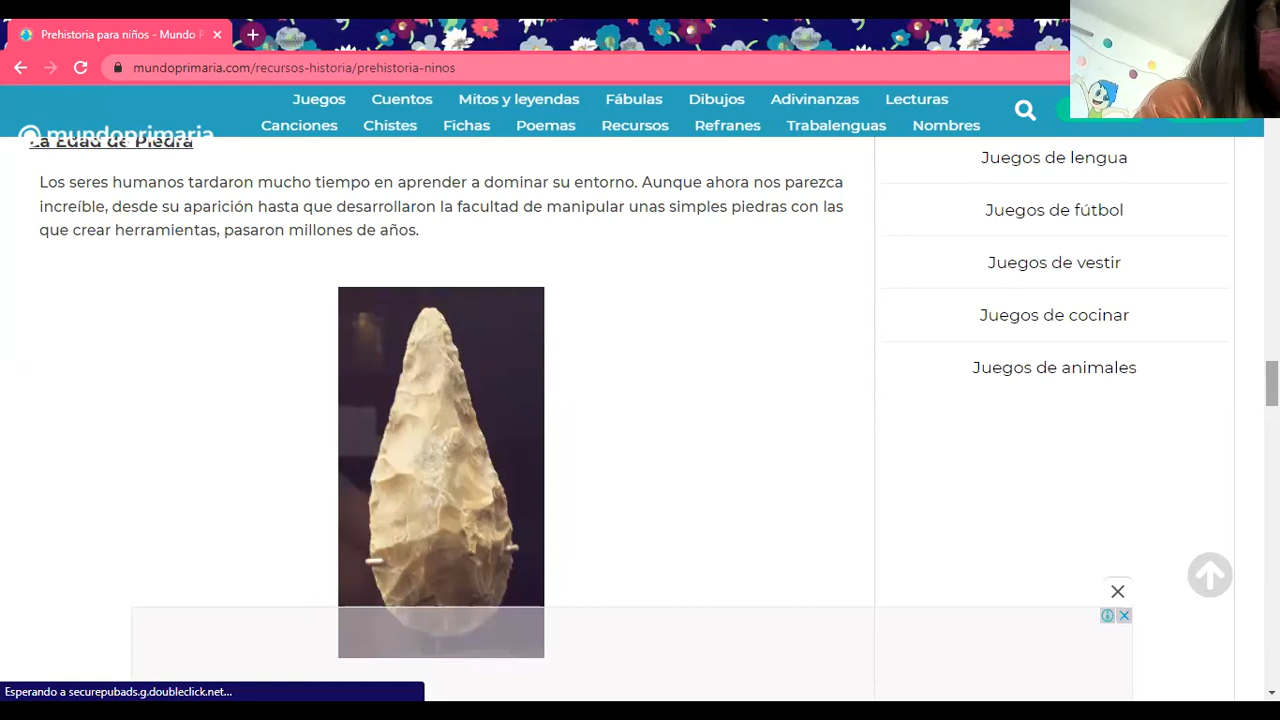 Prehistoria para niños - Mundo P
mundoprimaria.com/recursos-historia/prehistoria-ninos
Juegos Cuentos Mitos y leyendas Fábulas Dibujos Adivinanzas Lecturas
Canciones Chistes Fichas Poemas Recursos Refranes Trabalenguas Nombres
mundoprimaria
La Edad de Piedra
Los seres humanos tardaron mucho tiempo en aprender a dominar su entorno. Aunque ahora nos parezca
increíble, desde su aparición hasta que desarrollaron la facultad de manipular unas simples piedras con las
que crear herramientas, pasaron millones de años.
Juegos de lengua
Juegos de fútbol
Juegos de vestir
Juegos de cocinar
Juegos de animales
Esperando a securepubads.g.doubleclick.net...